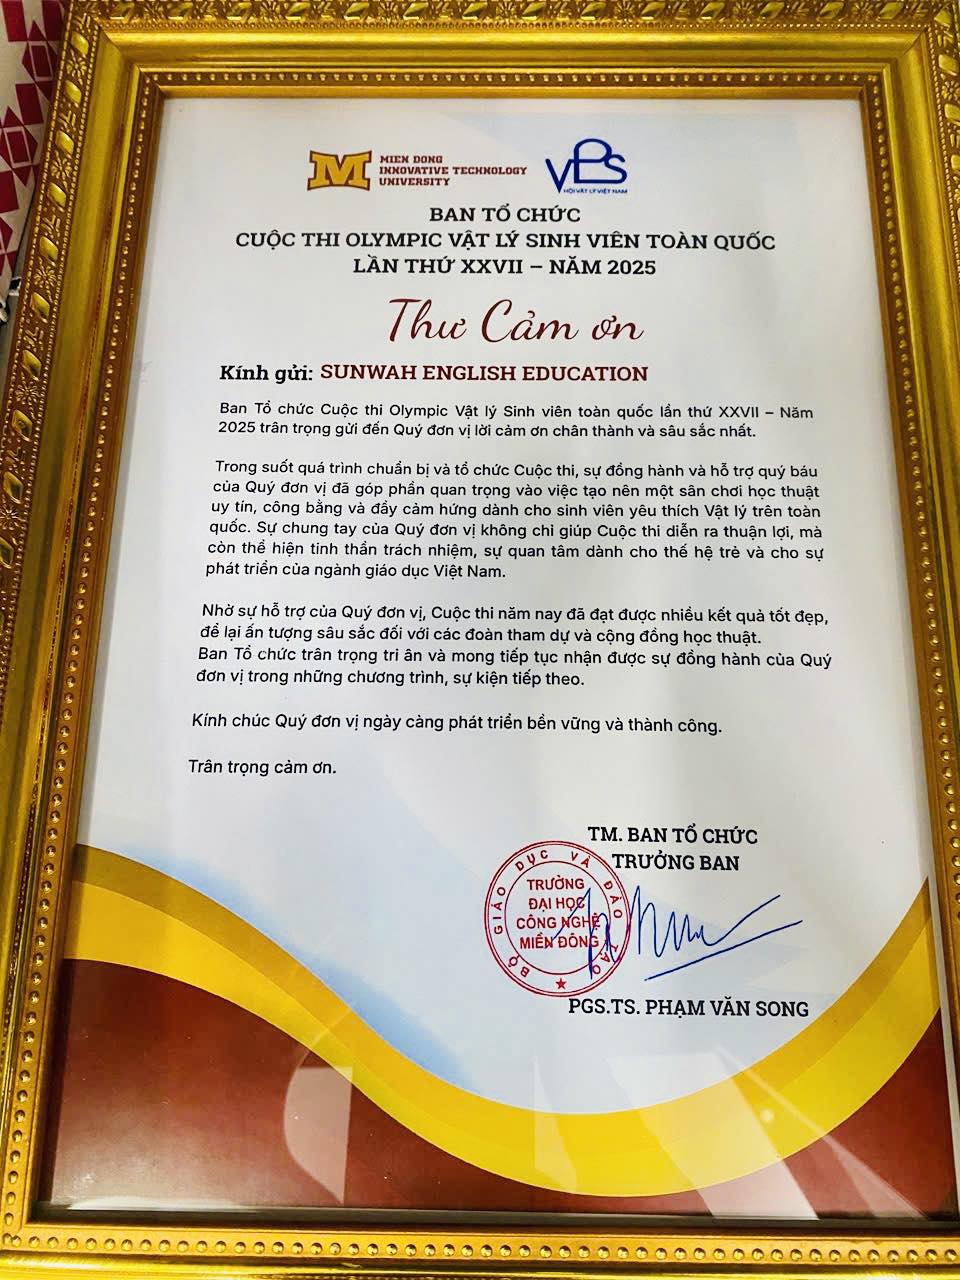 MIEN DONG
INNOVATIVE TECHNOLOGY
UNIVERSITY
VPS
HỘI VẬT LÝ VIỆT NAM
BAN TỔ CHỨC
CUỘC THI OLYMPIC VẬT LÝ SINH VIÊN TOÀN QUỐC
LẦN THỨ XXVII – NĂM 2025
Thư Cảm ơn
Kính gửi: SUNWAH ENGLISH EDUCATION
Ban Tổ chức Cuộc thi Olympic Vật lý Sinh viên toàn quốc lần thứ XXVII – Năm
2025 trân trọng gửi đến Quý đơn vị lời cảm ơn chân thành và sâu sắc nhất.
Trong suốt quá trình chuẩn bị và tổ chức Cuộc thi, sự đồng hành và hỗ trợ quý báu
của Quý đơn vị đã góp phần quan trọng vào việc tạo nên một sân chơi học thuật
uy tín, công bằng và đầy cảm hứng dành cho sinh viên yêu thích Vật lý trên toàn
quốc. Sự chung tay của Quý đơn vị không chỉ giúp Cuộc thi diễn ra thuận lợi, mà
còn thể hiện tinh thần trách nhiệm, sự quan tâm dành cho thế hệ trẻ và cho sự
phát triển của ngành giáo dục Việt Nam.
Nhờ sự hỗ trợ của Quý đơn vị, Cuộc thi năm nay đã đạt được nhiều kết quả tốt đẹp,
để lại ấn tượng sâu sắc đối với các đoàn tham dự và cộng đồng học thuật.
Ban Tổ chức trân trọng tri ân và mong tiếp tục nhận được sự đồng hành của Quý
đơn vị trong những chương trình, sự kiện tiếp theo.
Kính chúc Quý đơn vị ngày càng phát triển bền vững và thành công.
Trân trọng cảm ơn.
TM. BAN TỔ CHỨC
TRƯỞNG BAN
BỘ GIÁO DỤC VÀ ĐÀO TẠO
TRƯỜNG
ĐẠI HỌC
CÔNG NGHỆ
MIỀN ĐÔNG
PGS.TS. PHẠM VĂN SONG